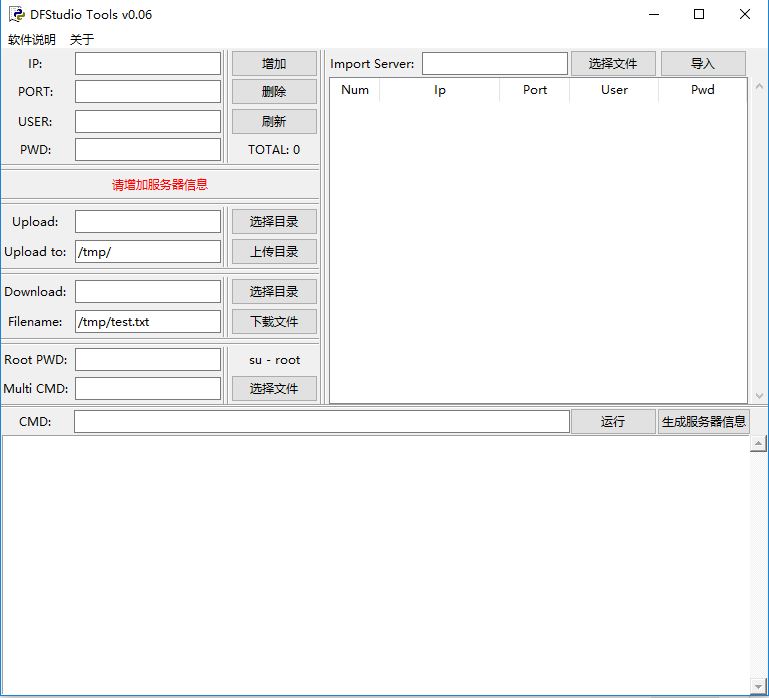 DFStudio Tools v0.06
软件说明 关于
IP: 增加
PORT: 删除
USER: 刷新
PWD: TOTAL: 0
请增加服务器信息
Upload: 选择目录
Upload to: /tmp/ 上传目录
Download: 选择目录
Filename: /tmp/test.txt 下载文件
Root PWD: su - root
Multi CMD: 选择文件
Import Server: 选择文件 导入
Num Ip Port User Pwd
CMD: 运行 生成服务器信息